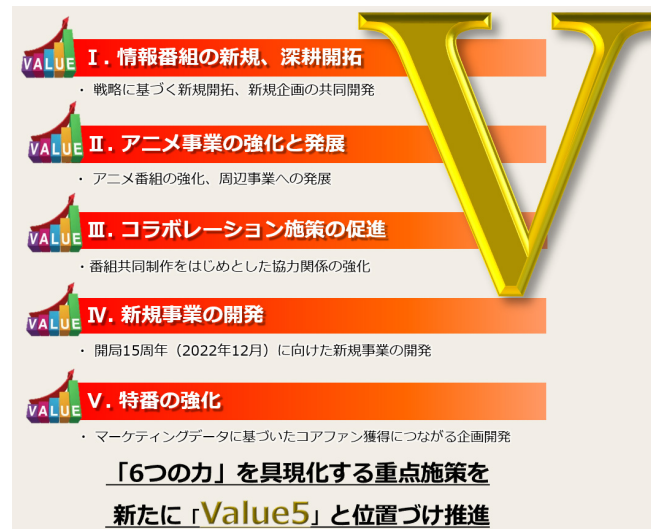 V
VALUE
Ⅰ. 情報番組の新規、深耕開拓
・ 戦略に基づく新規開拓、新規企画の共同開発
VALUE
Ⅱ. アニメ事業の強化と発展
・ アニメ番組の強化、周辺事業への発展
VALUE
Ⅲ. コラボレーション施策の促進
・番組共同制作をはじめとした協力関係の強化
VALUE
Ⅳ. 新規事業の開発
・ 開局15周年（2022年12月）に向けた新規事業の開発
VALUE
Ⅴ. 特番の強化
・ マーケティングデータに基づいたコアファン獲得につながる企画開発
「6つの力」を具現化する重点施策を
新たに「Value5」と位置づけ推進